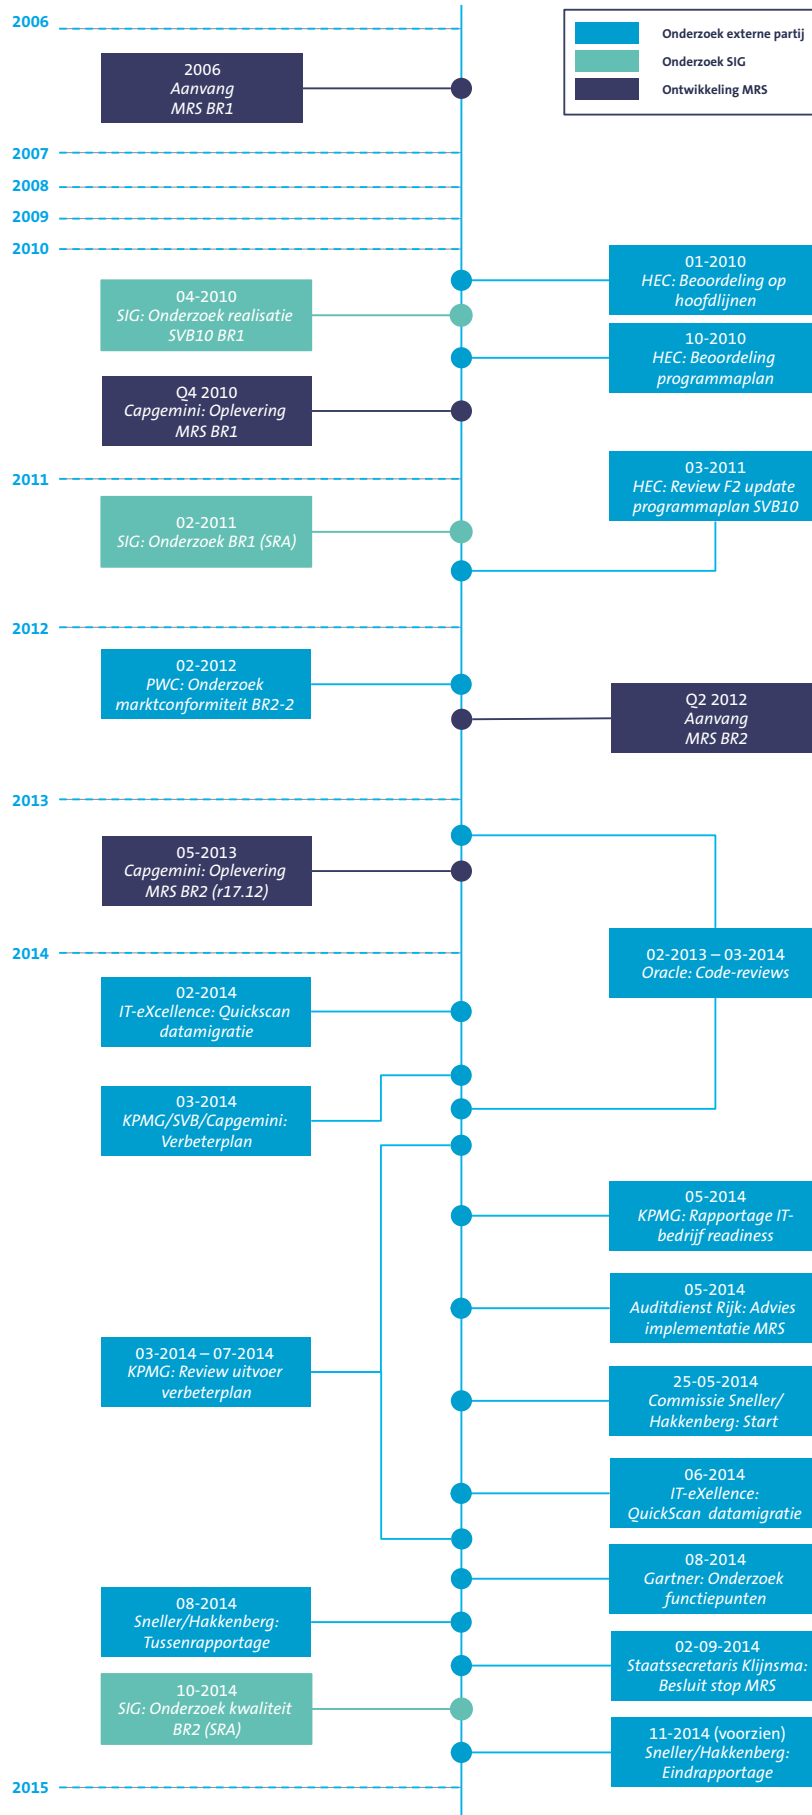 2006
Onderzoek externe partij
Onderzoek SIG
Ontwikkeling MRS
2006
Aanvang
MRS BR1
2007
2008
2009
2010
01-2010
HEC: Beoordeling op
hoofdlijnen
04-2010
SIG: Onderzoek realisatie
SVB10 BR1
10-2010
HEC: Beoordeling
programmaplan
Q4 2010
Capgemini: Oplevering
MRS BR1
2011
03-2011
HEC: Review F2 update
programmaplan SVB10
02-2011
SIG: Onderzoek BR1 (SRA)
2012
02-2012
PWC: Onderzoek
marktconformiteit BR2-2
Q2 2012
Aanvang
MRS BR2
2013
05-2013
Capgemini: Oplevering
MRS BR2 (r17.12)
2014
02-2013 – 03-2014
Oracle: Code-reviews
02-2014
IT-eXcellence: Quickscan
datamigratie
03-2014
KPMG/SVB/Capgemini:
Verbeterplan
05-2014
KPMG: Rapportage IT-
bedrijf readiness
05-2014
Auditdienst Rijk: Advies
implementatie MRS
03-2014 – 07-2014
KPMG: Review uitvoer
verbeterplan
25-05-2014
Commissie Sneller/
Hakkenberg: Start
06-2014
IT-eXellence:
QuickScan datamigratie
08-2014
Gartner: Onderzoek
functiepunten
08-2014
Sneller/Hakkenberg:
Tussenrapportage
02-09-2014
Staatssecretaris Klijnsma:
Besluit stop MRS
10-2014
SIG: Onderzoek kwaliteit
BR2 (SRA)
11-2014 (voorzien)
Sneller/Hakkenberg:
Eindrapportage
2015